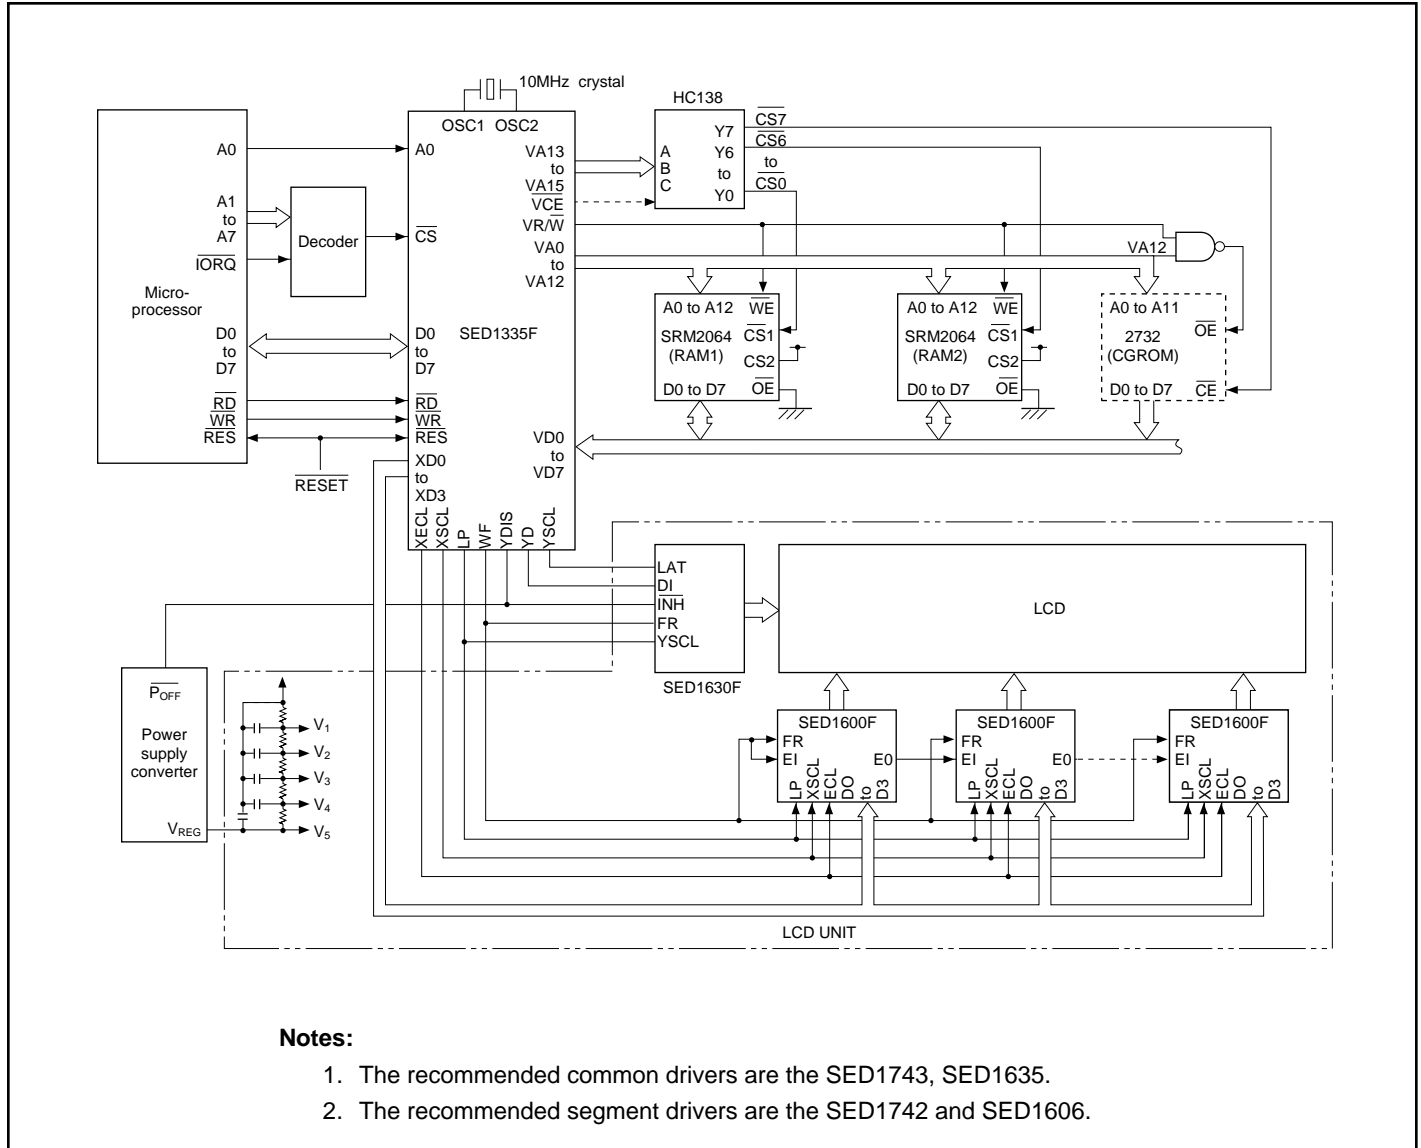 10MHz crystal
HC138
OSC1 OSC2
A0
A0
A1
to
A7
IORQ
Decoder
CS
Micro-
processor
D0
to
D7
RD
WR
RES
RESET
SED1335F
D0
to
D7
RD
WR
RES
XD0
to
XD3
VA13
to
VA15
VCE
VR/W
VA0
to
VA12
VD0
to
VD7
A
B
C
Y7
Y6
to
Y0
CS7
CS6
to
CS0
VA12
A0 to A12 WE
SRM2064
(RAM1)
CS1
CS2
D0 to D7 OE
A0 to A12 WE
SRM2064
(RAM2)
CS1
CS2
D0 to D7 OE
A0 to A11
2732
(CGROM)
OE
D0 to D7 CE
XECL
XSCL
LP
WF
YDIS
YD
YSCL
LAT
DI
INH
FR
YSCL
SED1630F
LCD
POFF
Power
supply
converter
VREG
V1
V2
V3
V4
V5
SED1600F
FR
EI
E0
LP
XSCL
ECL
DO
to
D3
SED1600F
FR
EI
E0
LP
XSCL
ECL
DO
to
D3
SED1600F
FR
EI
LP
XSCL
ECL
DO
to
D3
LCD UNIT
Notes:
1. The recommended common drivers are the SED1743, SED1635.
2. The recommended segment drivers are the SED1742 and SED1606.